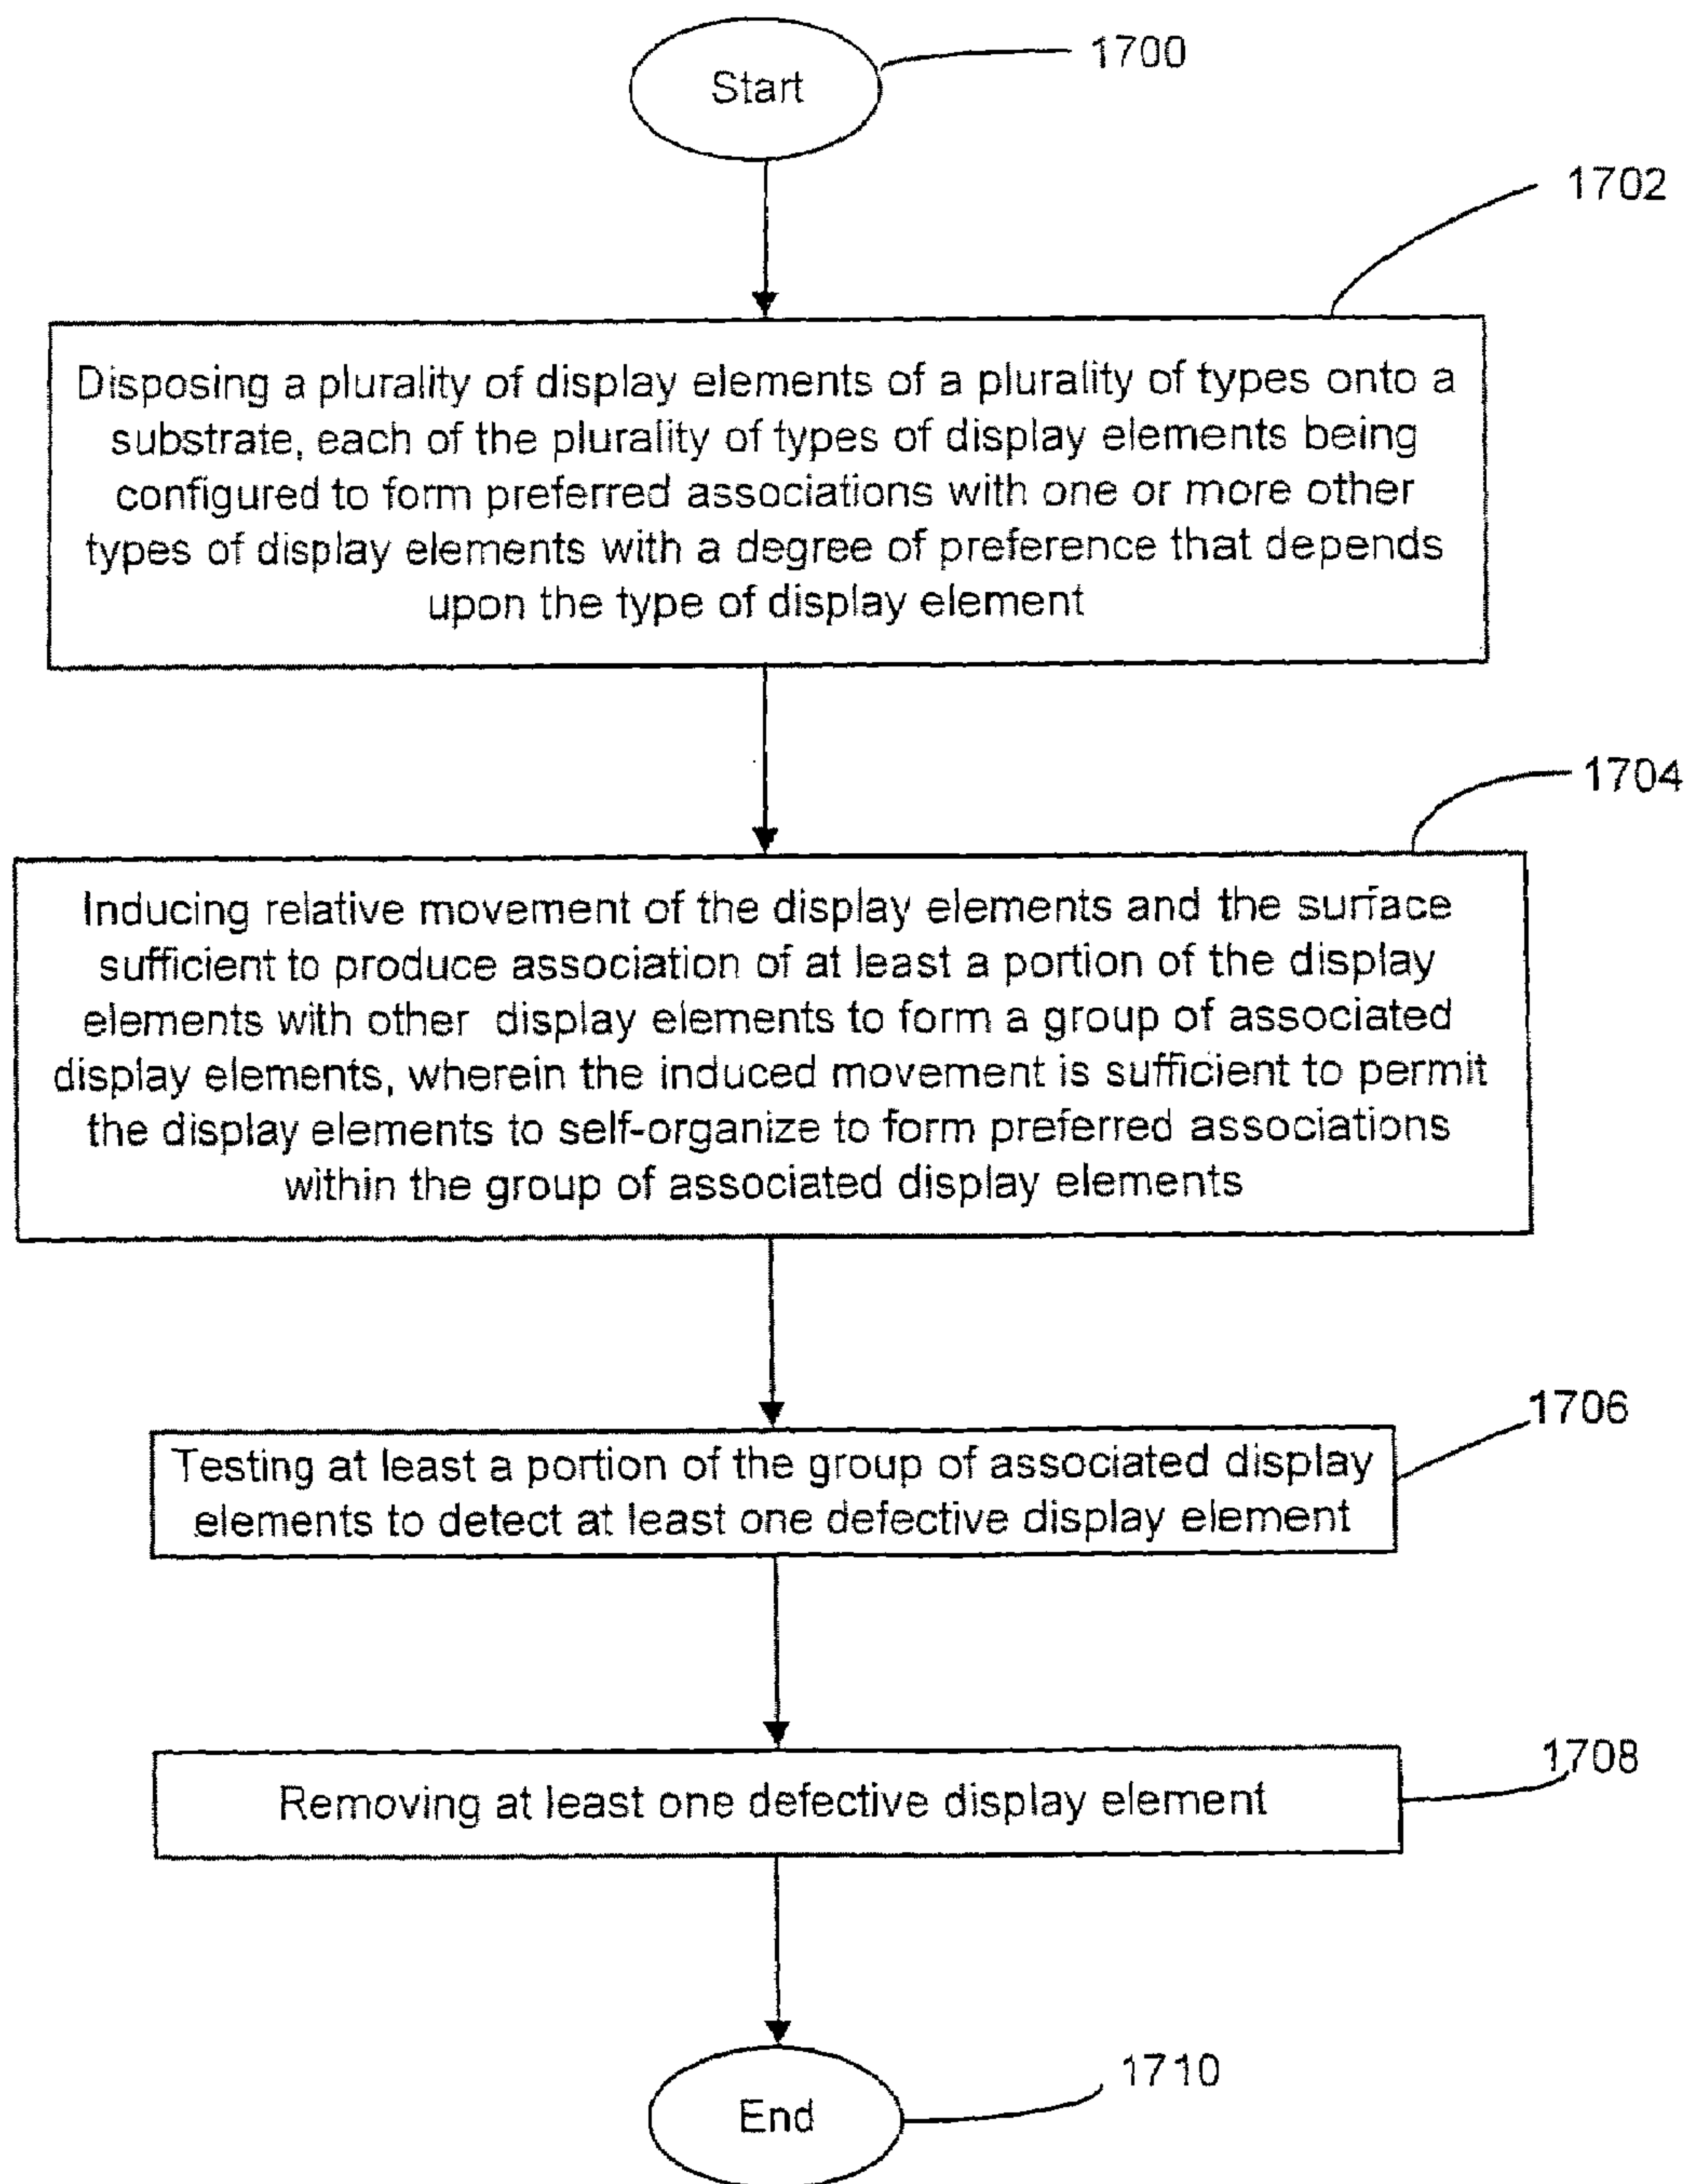 Start
1700
1702
Disposing a plurality of display elements of a plurality of types onto a
substrate, each of the plurality of types of display elements being
configured to form preferred associations with one or more other
types of display elements with a degree of preference that depends
upon the type of display element
1704
Inducing relative movement of the display elements and the surface
sufficient to produce association of at least a portion of the display
elements with other display elements to form a group of associated
display elements, wherein the induced movement is sufficient to permit
the display elements to self-organize to form preferred associations
within the group of associated display elements
1706
Testing at least a portion of the group of associated display
elements to detect at least one defective display element
1708
Removing at least one defective display element
1710
End